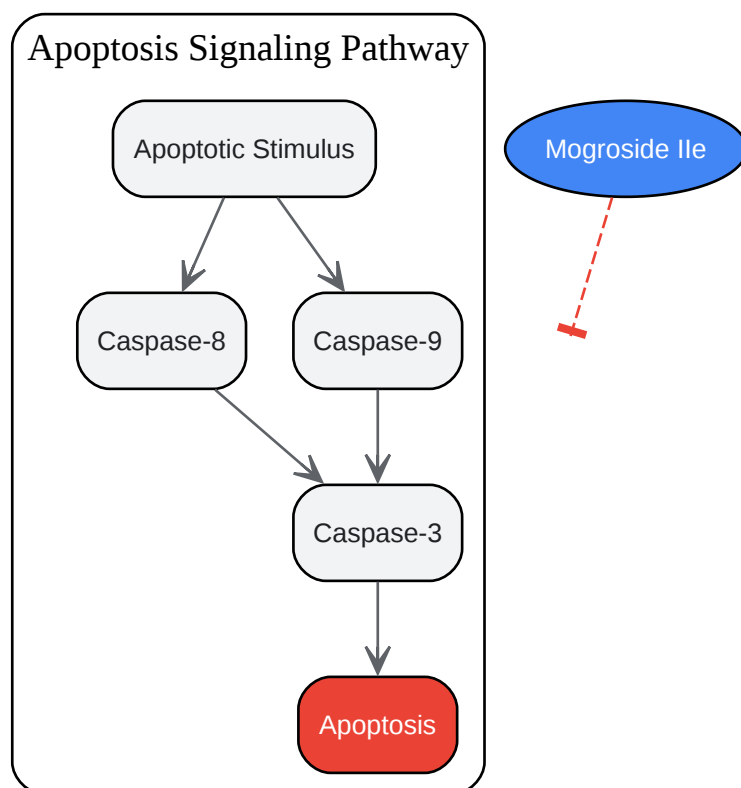 Apoptosis Signaling Pathway
Apoptotic Stimulus
Mogroside IIe
Caspase-8
Caspase-9
Caspase-3
Apoptosis